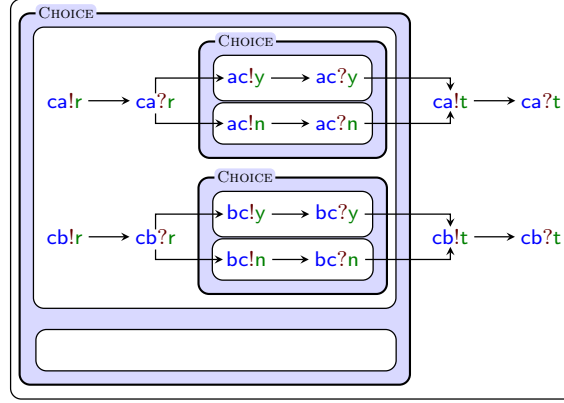 CHOICE
CHOICE
ac!y ac?y
ca!r ca?r ca!t ca?t
ac!n ac?n
CHOICE
bc!y bc?y
cb!r cb?r cb!t cb?t
bc!n bc?n